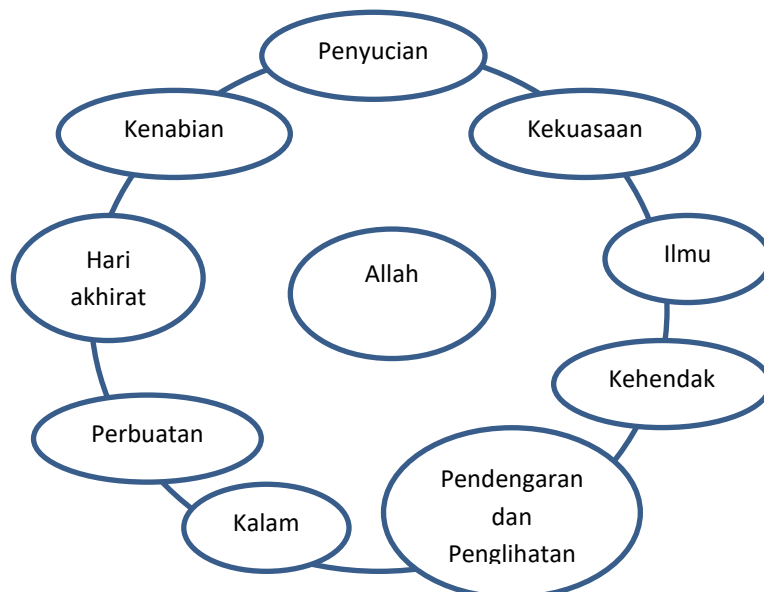 Penyucian
Kenabian
Kekuasaan
Hari
akhirat
Allah
Ilmu
Kehendak
Perbuatan
Pendengaran
dan
Penglihatan
Kalam